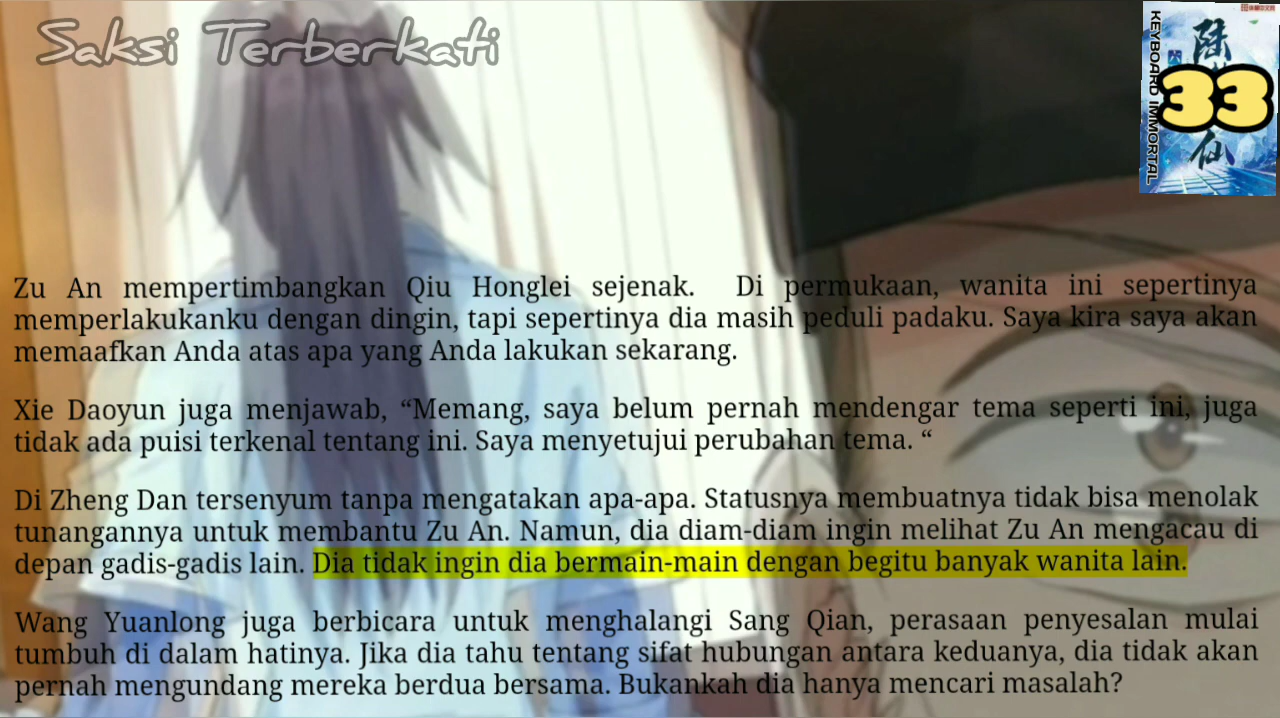 Saksi Terberkati
KEYBOARD IMMORTAL
33
仙
Zu An mempertimbangkan Qiu Honglei sejenak. Di permukaan, wanita ini sepertinya
memperlakukanku dengan dingin, tapi sepertinya dia masih peduli padaku. Saya kira saya akan
memaafkan Anda atas apa yang Anda lakukan sekarang.
Xie Daoyun juga menjawab, “Memang, saya belum pernah mendengar tema seperti ini, juga
tidak ada puisi terkenal tentang ini. Saya menyetujui perubahan tema. “
Di Zheng Dan tersenyum tanpa mengatakan apa-apa. Statusnya membuatnya tidak bisa menolak
tunangannya untuk membantu Zu An. Namun, dia diam-diam ingin melihat Zu An mengacau di
depan gadis-gadis lain. Dia tidak ingin dia bermain-main dengan begitu banyak wanita lain.
Wang Yuanlong juga berbicara untuk menghalangi Sang Qian, perasaan penyesalan mulai
tumbuh di dalam hatinya. Jika dia tahu tentang sifat hubungan antara keduanya, dia tidak akan
pernah mengundang mereka berdua bersama. Bukankah dia hanya mencari masalah?